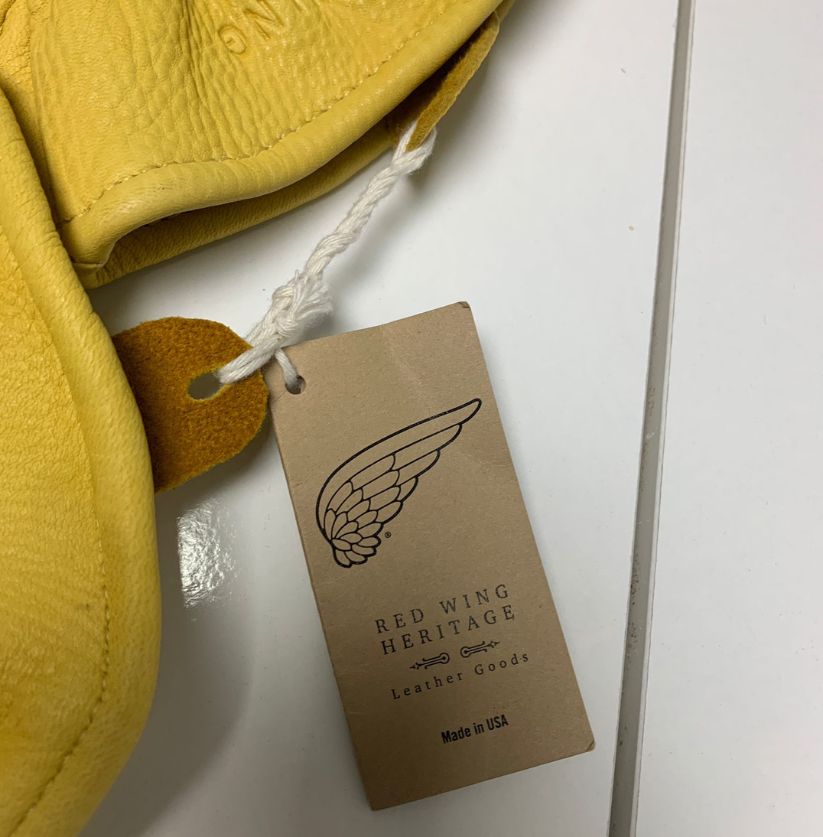 RED WING
HERITAGE
Leather Goods
Made in USA
®